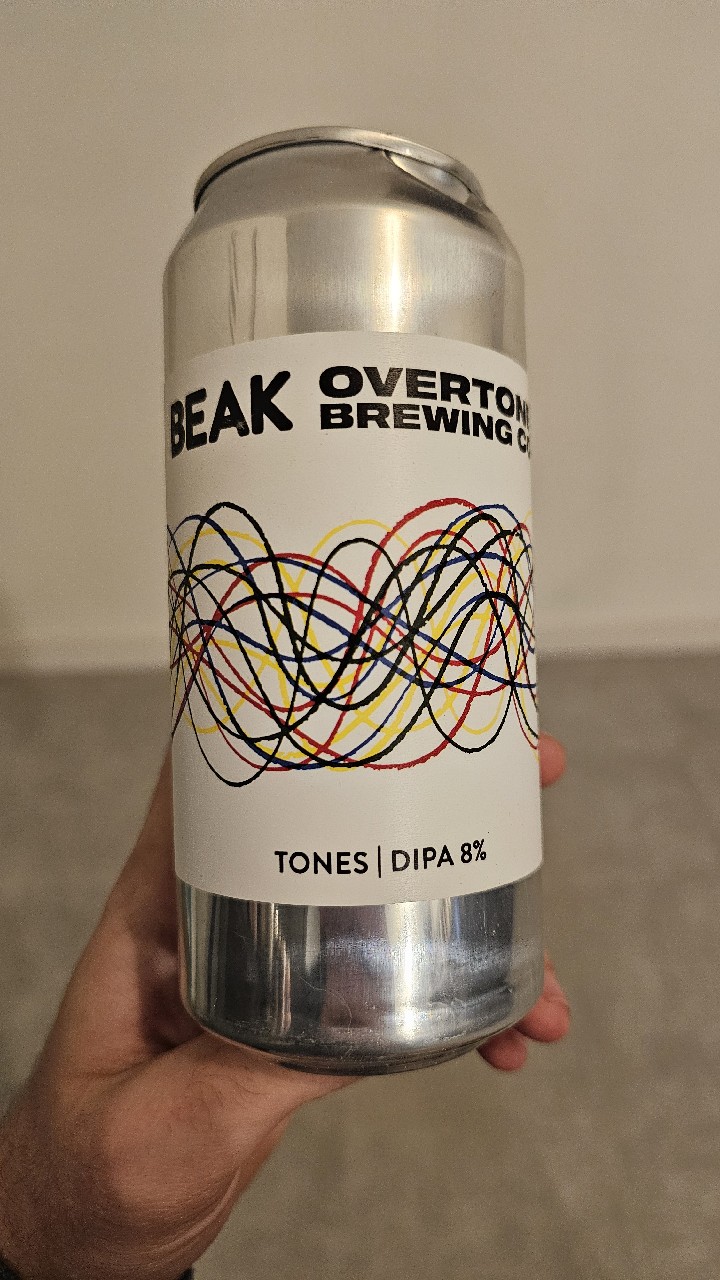 BEAK
OVERTON
BREWING
TONES | DIPA 8%